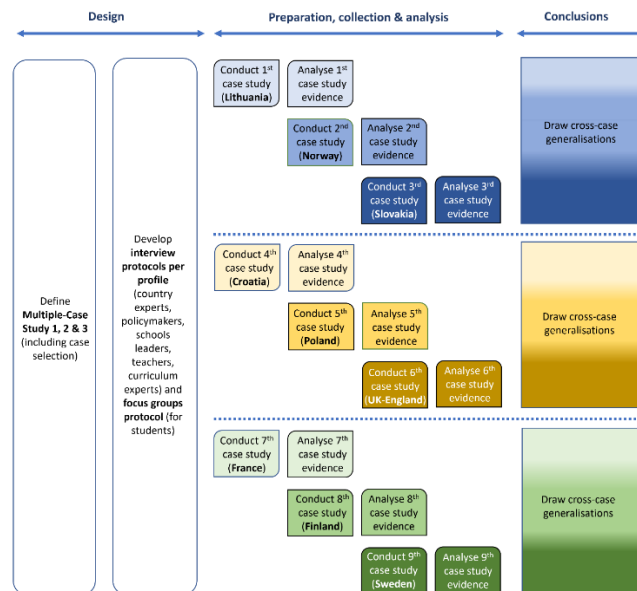 Design
Preparation, collection & analysis
Conclusions
Define
Multiple-Case
Study 1, 2 & 3
(including case
selection)
Develop
interview
protocols per
profile
(country
experts,
policymakers,
schools
leaders,
teachers,
curriculum
experts) and
focus groups
protocol (for
students)
Conduct 1st
case study
(Lithuania)
Analyse 1st
case study
evidence
Conduct 2nd
case study
(Norway)
Analyse 2nd
case study
evidence
Conduct 3rd
case study
(Slovakia)
Analyse 3rd
case study
evidence
Draw cross-case
generalisations
Conduct 4th
case study
(Croatia)
Analyse 4th
case study
evidence
Conduct 5th
case study
(Poland)
Analyse 5th
case study
evidence
Conduct 6th
case study
(UK-England)
Analyse 6th
case study
evidence
Draw cross-case
generalisations
Conduct 7th
case study
(France)
Analyse 7th
case study
evidence
Conduct 8th
case study
(Finland)
Analyse 8th
case study
evidence
Conduct 9th
case study
(Sweden)
Analyse 9th
case study
evidence
Draw cross-case
generalisations